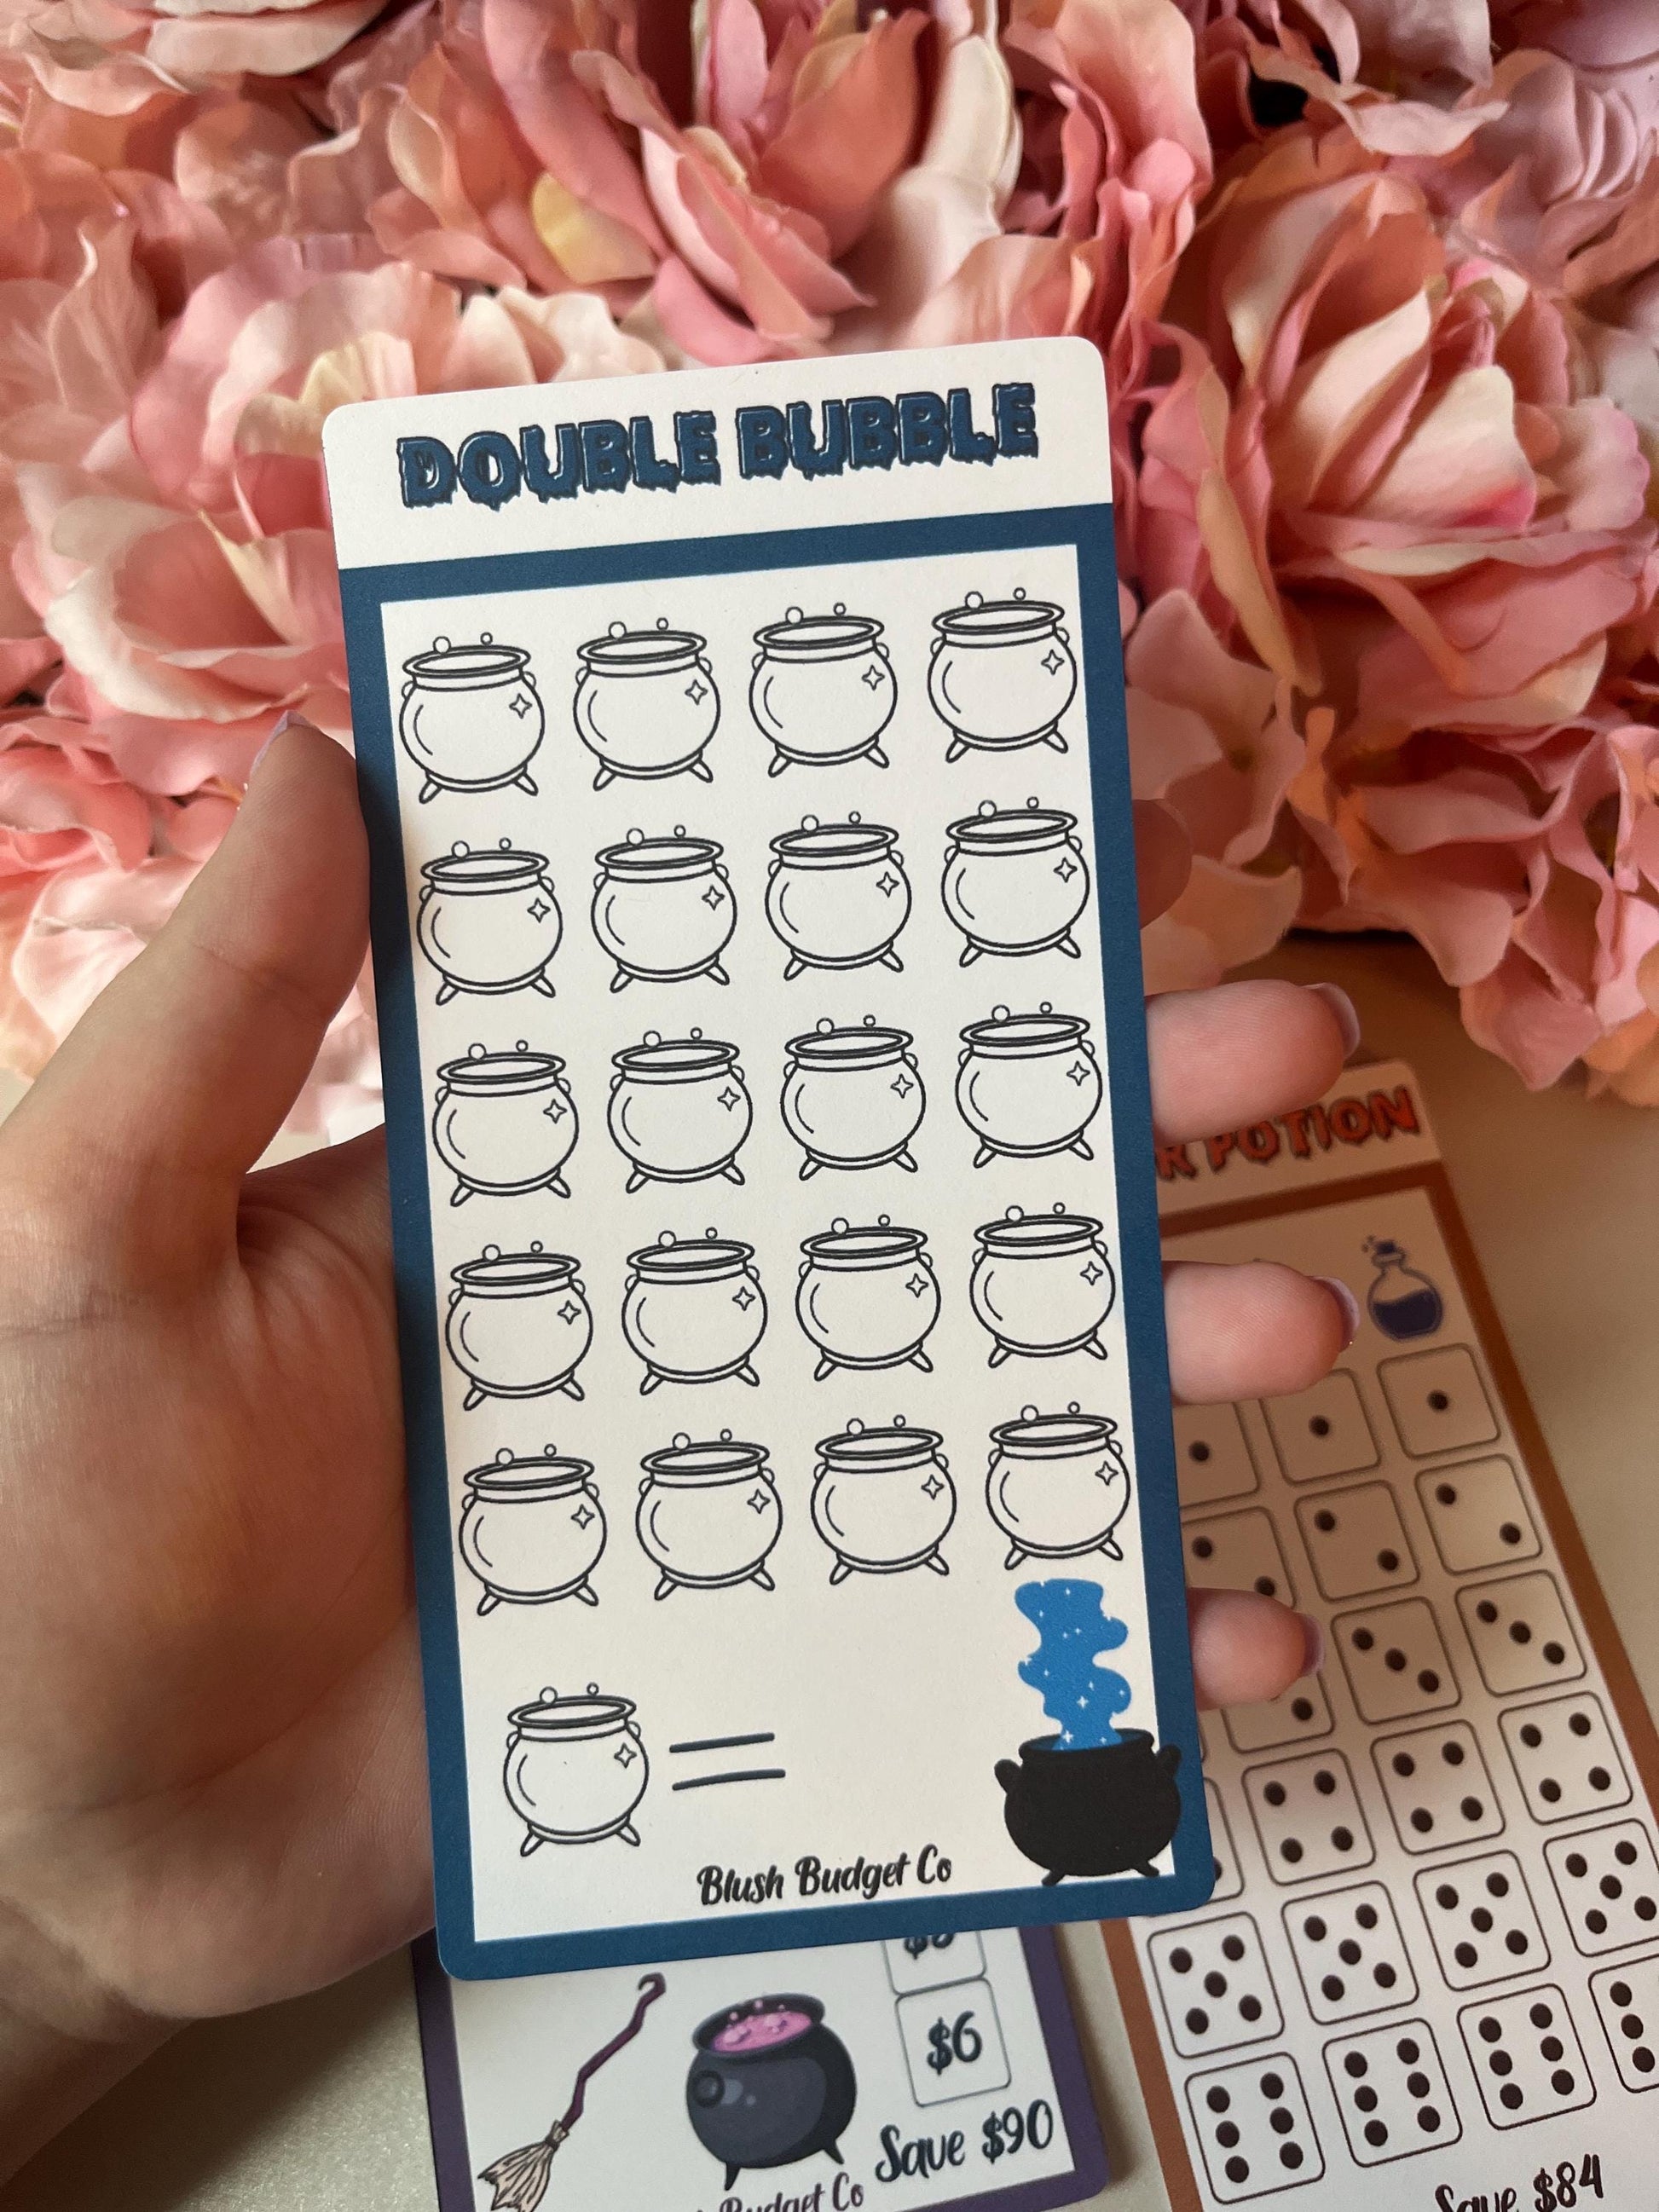 DOUBLE BUBBLE
POTION
Blush Budget Co
$6
Save $90
Budget Co
Save $84